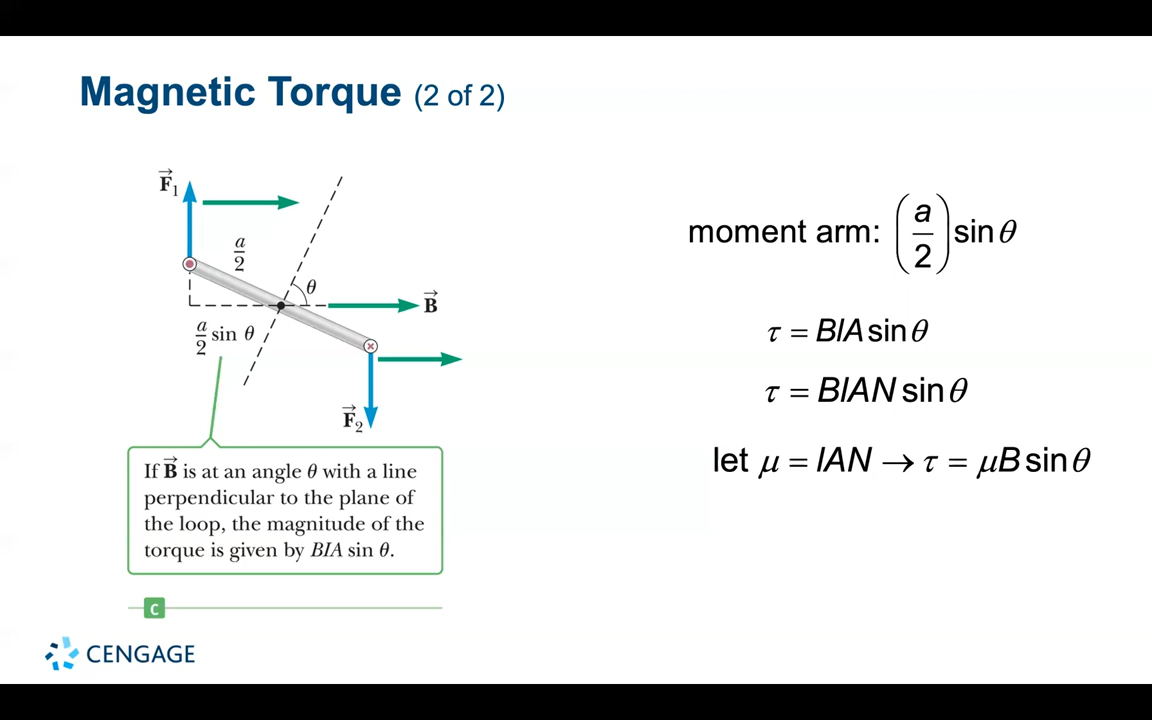 Magnetic Torque (2 of 2)
F⃗₁
a/2
θ
B⃗
a/2 sin θ
F⃗₂
If B⃗ is at an angle θ with a line
perpendicular to the plane of
the loop, the magnitude of the
torque is given by BIA sin θ.
C
moment arm: (a/2) sin θ
τ = BIA sin θ
τ = BIAN sin θ
let μ = IAN → τ = μB sin θ
CENGAGE